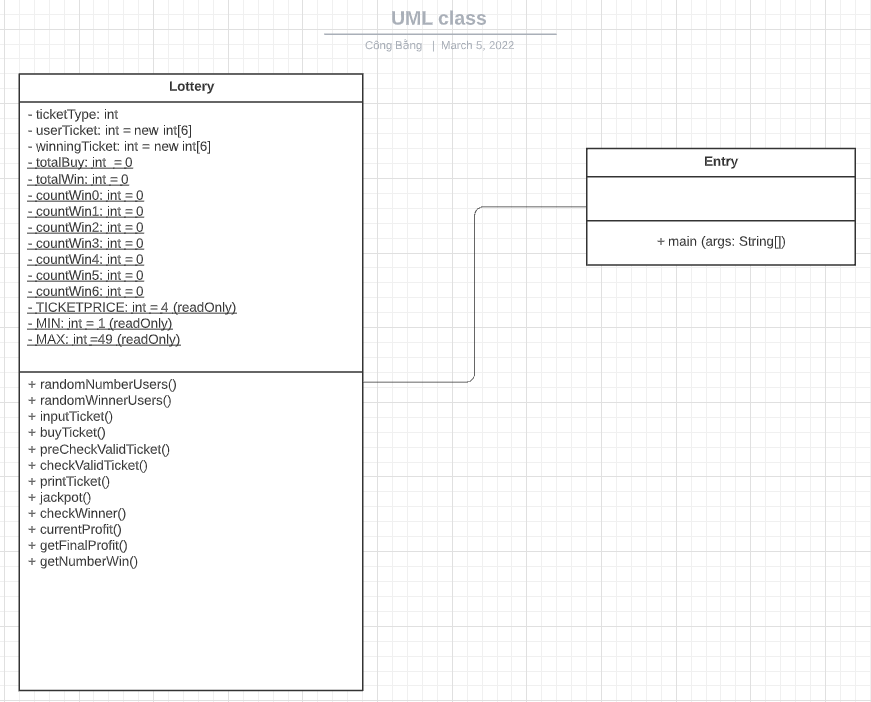 UML class
Công Bằng | March 5, 2022
Lottery
- ticketType: int
- userTicket: int = new int[6]
- winningTicket: int = new int[6]
- totalBuy: int = 0
- totalWin: int = 0
- countWin0: int = 0
- countWin1: int = 0
- countWin2: int = 0
- countWin3: int = 0
- countWin4: int = 0
- countWin5: int = 0
- countWin6: int = 0
- TICKETPRICE: int = 4 (readOnly)
- MIN: int = 1 (readOnly)
- MAX: int =49 (readOnly)
+ randomNumberUsers()
+ randomWinnerUsers()
+ inputTicket()
+ buyTicket()
+ preCheckValidTicket()
+ checkValidTicket()
+ printTicket()
+ jackpot()
+ checkWinner()
+ currentProfit()
+ getFinalProfit()
+ getNumberWin()
Entry
+ main (args: String[])